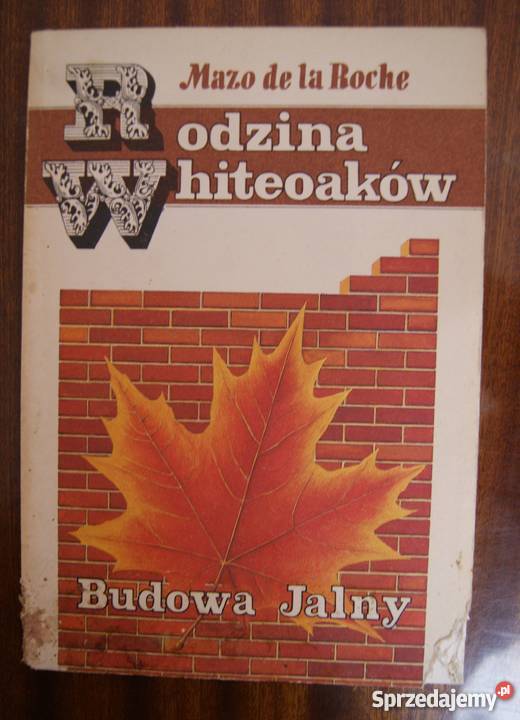 Mazo de la Roche
Rodzina
Whiteoaków
Budowa Jalny
Sprzedajemy.pl